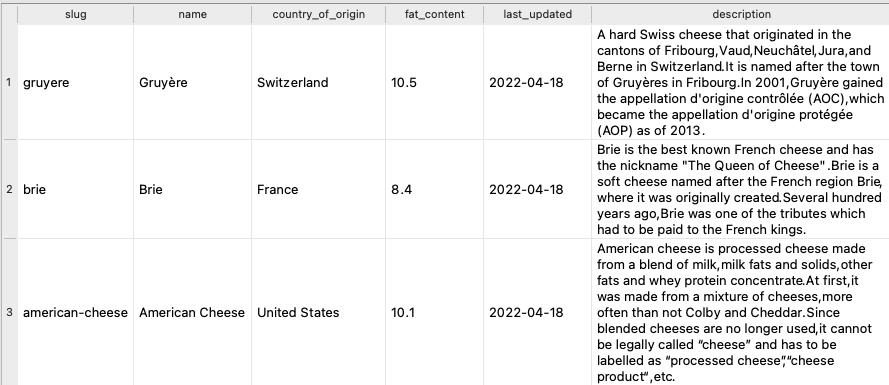 slug name country_of_origin fat_content last_updated description
1 gruyere Gruyère Switzerland 10.5 2022-04-18
A hard Swiss cheese that originated in the
cantons of Fribourg,Vaud,Neuchâtel,Jura,and
Berne in Switzerland.It is named after the town
of Gruyères in Fribourg.In 2001,Gruyère gained
the appellation d'origine contrôlée (AOC),which
became the appellation d'origine protégée
(AOP) as of 2013.
2 brie Brie France 8.4 2022-04-18
Brie is the best known French cheese and has
the nickname "The Queen of Cheese".Brie is a
soft cheese named after the French region Brie,
where it was originally created.Several hundred
years ago,Brie was one of the tributes which
had to be paid to the French kings.
3 american-cheese American Cheese United States 10.1 2022-04-18
American cheese is processed cheese made
from a blend of milk,milk fats and solids,other
fats and whey protein concentrate.At first,it
was made from a mixture of cheeses,more
often than not Colby and Cheddar.Since
blended cheeses are no longer used,it cannot
be legally called “cheese” and has to be
labelled as “processed cheese”,“cheese
product“,etc.